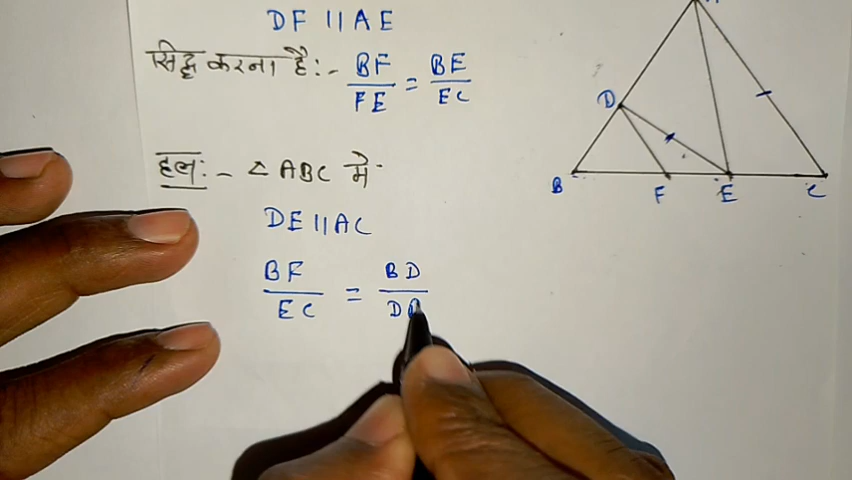 DF || AE
सिद्ध करना है:- BF/FE = BE/EC
हल:- △ ABC में
DE || AC
BF/EC = BD/D
D
B
F
E
C